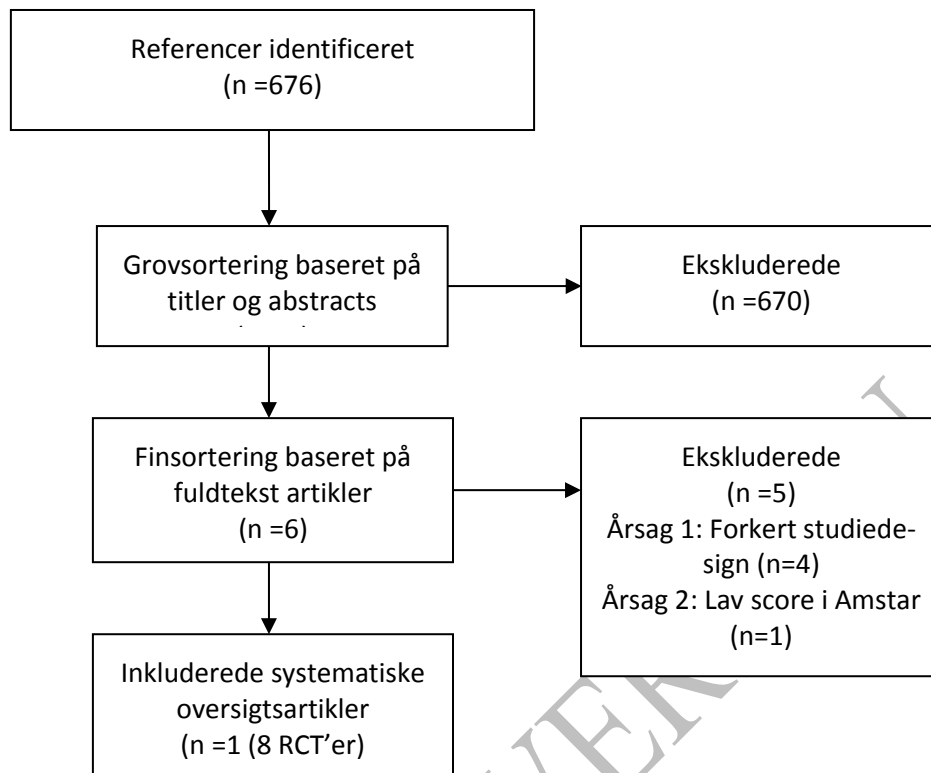 Referencer identificeret
(n =676)
Grovsortering baseret på
titler og abstracts
Ekskluderede
(n =670)
Finsortering baseret på
fuldtekst artikler
(n =6)
Ekskluderede
(n =5)
Årsag 1: Forkert studiede-
sign (n=4)
Årsag 2: Lav score i Amstar
(n=1)
Inkluderede systematiske
oversigtsartikler
(n =1 (8 RCT’er)